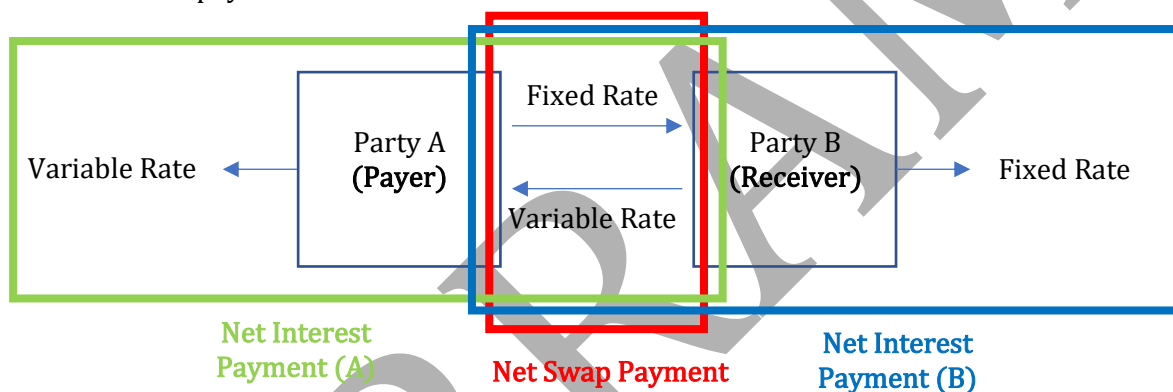 Fixed Rate
Party A
(Payer)
Party B
(Receiver)
Variable Rate
Fixed Rate
Variable Rate
Net Interest
Payment (A)
Net Swap Payment
Net Interest
Payment (B)